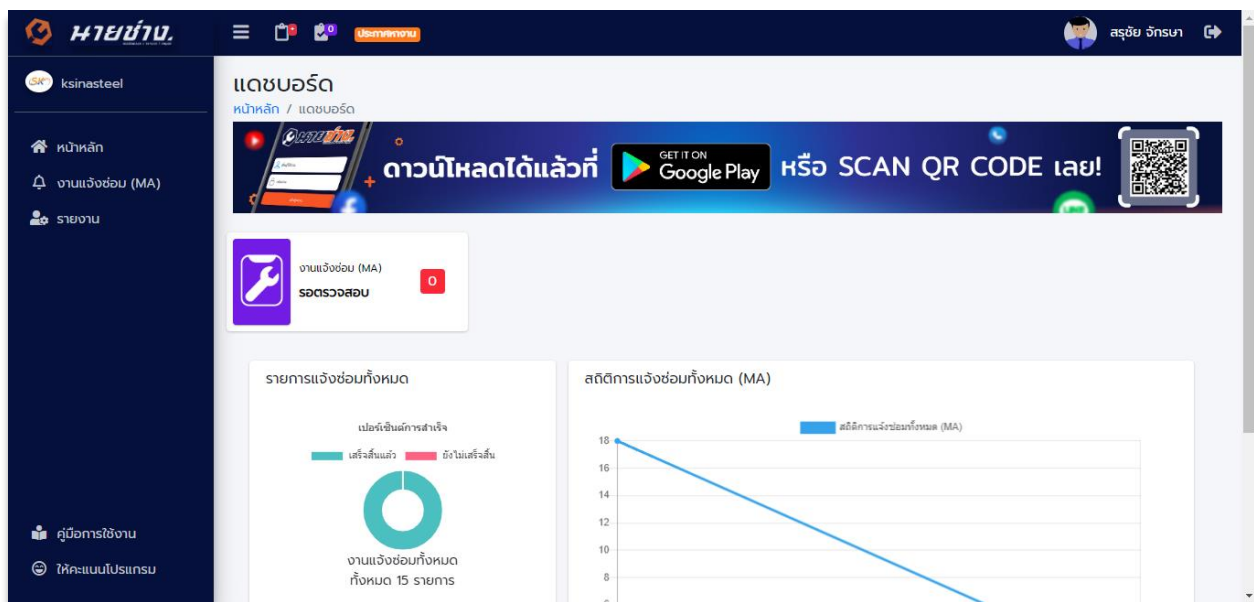 นายช่าง.
0
ประกาศหางาน
สรุชัย จักรษา
SK
ksinasteel
หน้าหลัก
งานแจ้งซ่อม (MA)
รายงาน
คู่มือการใช้งาน
ให้คะแนนโปรแกรม
แดชบอร์ด
หน้าหลัก / แดชบอร์ด
นายช่าง.
ดาวน์โหลดได้แล้วที่
GET IT ON
Google Play
หรือ SCAN QR CODE เลย!
LINE
งานแจ้งซ่อม (MA)
รอตรวจสอบ
0
รายการแจ้งซ่อมทั้งหมด
เปอร์เซ็นต์การสำเร็จ
เสร็จสิ้นแล้ว ยังไม่เสร็จสิ้น
งานแจ้งซ่อมทั้งหมด
ทั้งหมด 15 รายการ
สถิติการแจ้งซ่อมทั้งหมด (MA)
สถิติการแจ้งซ่อมทั้งหมด (MA)
18
16
14
12
10
8